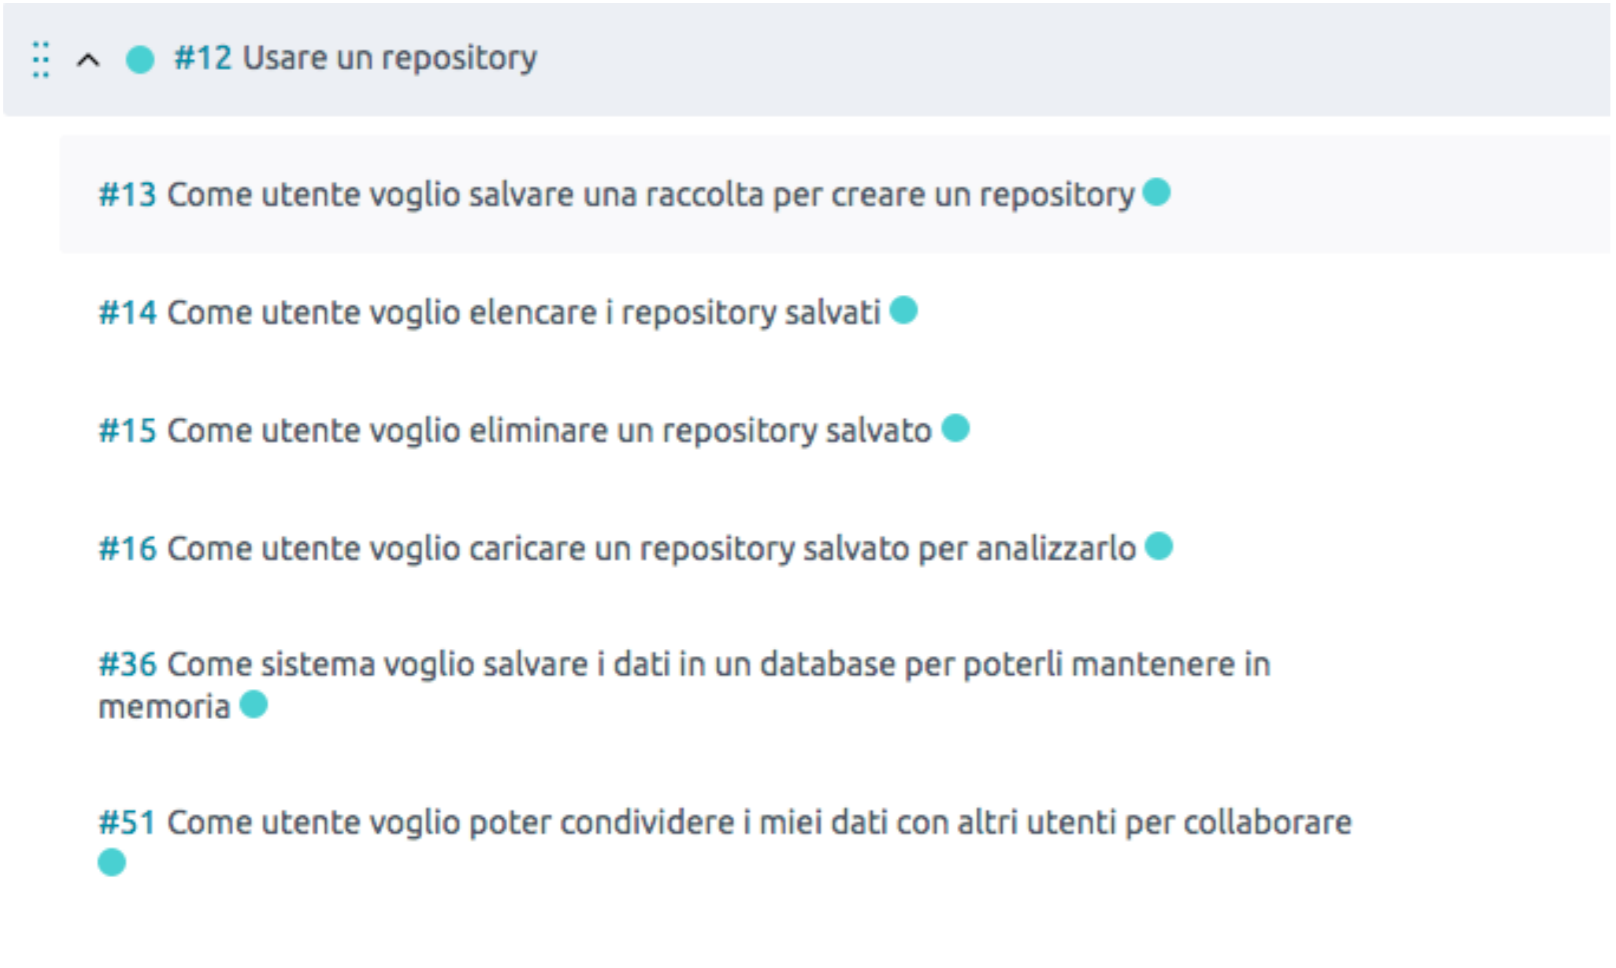 #12 Usare un repository
#13 Come utente voglio salvare una raccolta per creare un repository
#14 Come utente voglio elencare i repository salvati
#15 Come utente voglio eliminare un repository salvato
#16 Come utente voglio caricare un repository salvato per analizzarlo
#36 Come sistema voglio salvare i dati in un database per poterli mantenere in
memoria
#51 Come utente voglio poter condividere i miei dati con altri utenti per collaborare